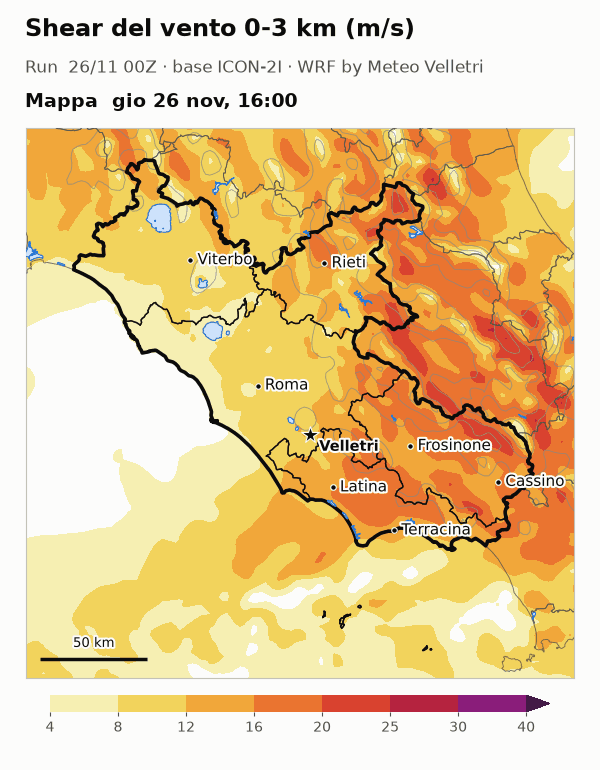 Shear del vento 0-3 km (m/s)
Run  26/11 00Z · base ICON-2I · WRF by Meteo Velletri
Mappa  gio 26 nov, 16:00
Viterbo
Rieti
Roma
Velletri
Frosinone
Cassino
Latina
Terracina
50 km
4 8 12 16 20 25 30 40